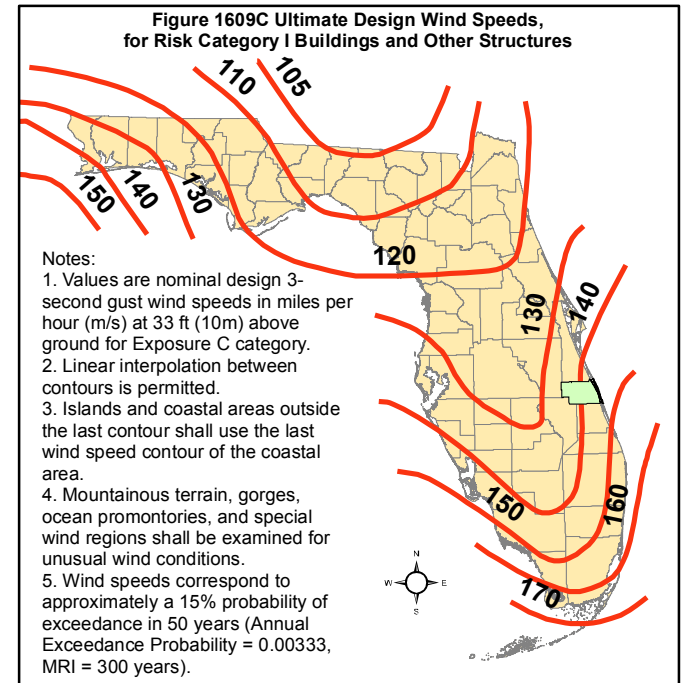 Figure 1609C Ultimate Design Wind Speeds,
for Risk Category I Buildings and Other Structures
110
105
150
140
130
120
Notes:
1. Values are nominal design 3-
second gust wind speeds in miles per
hour (m/s) at 33 ft (10m) above
ground for Exposure C category.
2. Linear interpolation between
contours is permitted.
3. Islands and coastal areas outside
the last contour shall use the last
wind speed contour of the coastal
area.
4. Mountainous terrain, gorges,
ocean promontories, and special
wind regions shall be examined for
unusual wind conditions.
5. Wind speeds correspond to
approximately a 15% probability of
exceedance in 50 years (Annual
Exceedance Probability = 0.00333,
MRI = 300 years).
130
140
150
160
170
N
W
E
S